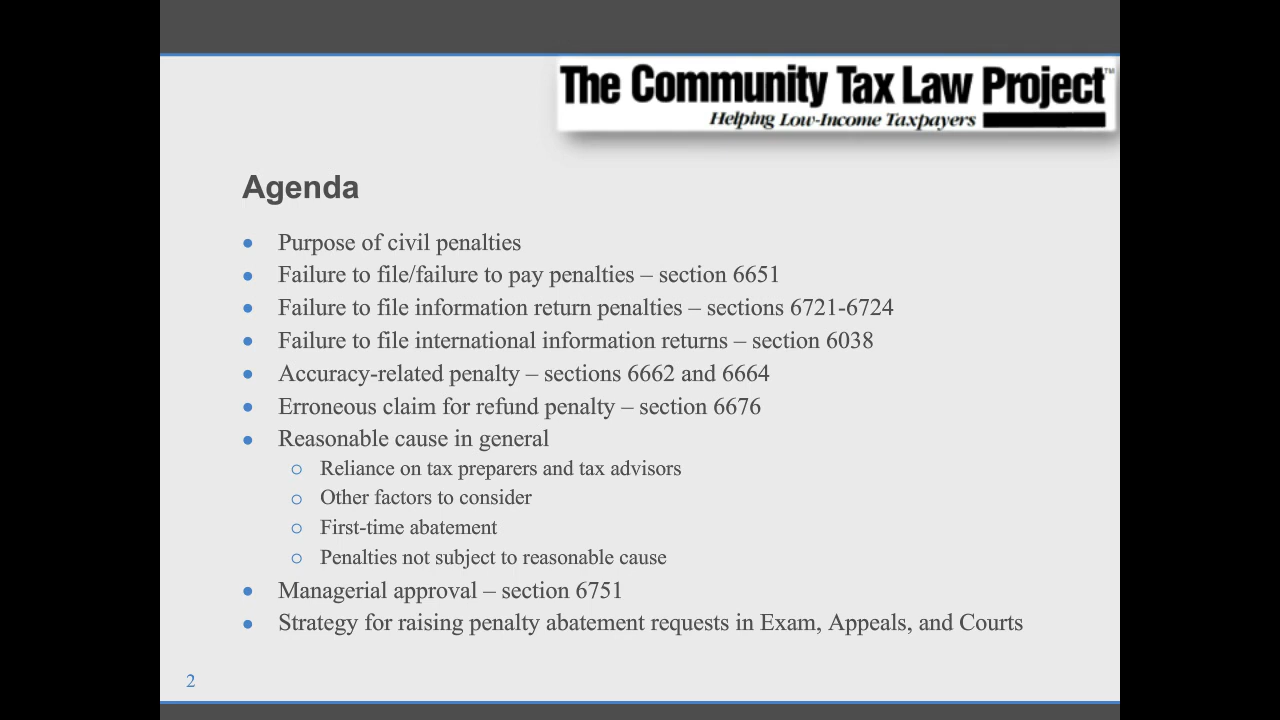 The Community Tax Law Project™
Helping Low-Income Taxpayers
Agenda
• Purpose of civil penalties
• Failure to file/failure to pay penalties – section 6651
• Failure to file information return penalties – sections 6721-6724
• Failure to file international information returns – section 6038
• Accuracy-related penalty – sections 6662 and 6664
• Erroneous claim for refund penalty – section 6676
• Reasonable cause in general
○ Reliance on tax preparers and tax advisors
○ Other factors to consider
○ First-time abatement
○ Penalties not subject to reasonable cause
• Managerial approval – section 6751
• Strategy for raising penalty abatement requests in Exam, Appeals, and Courts
2